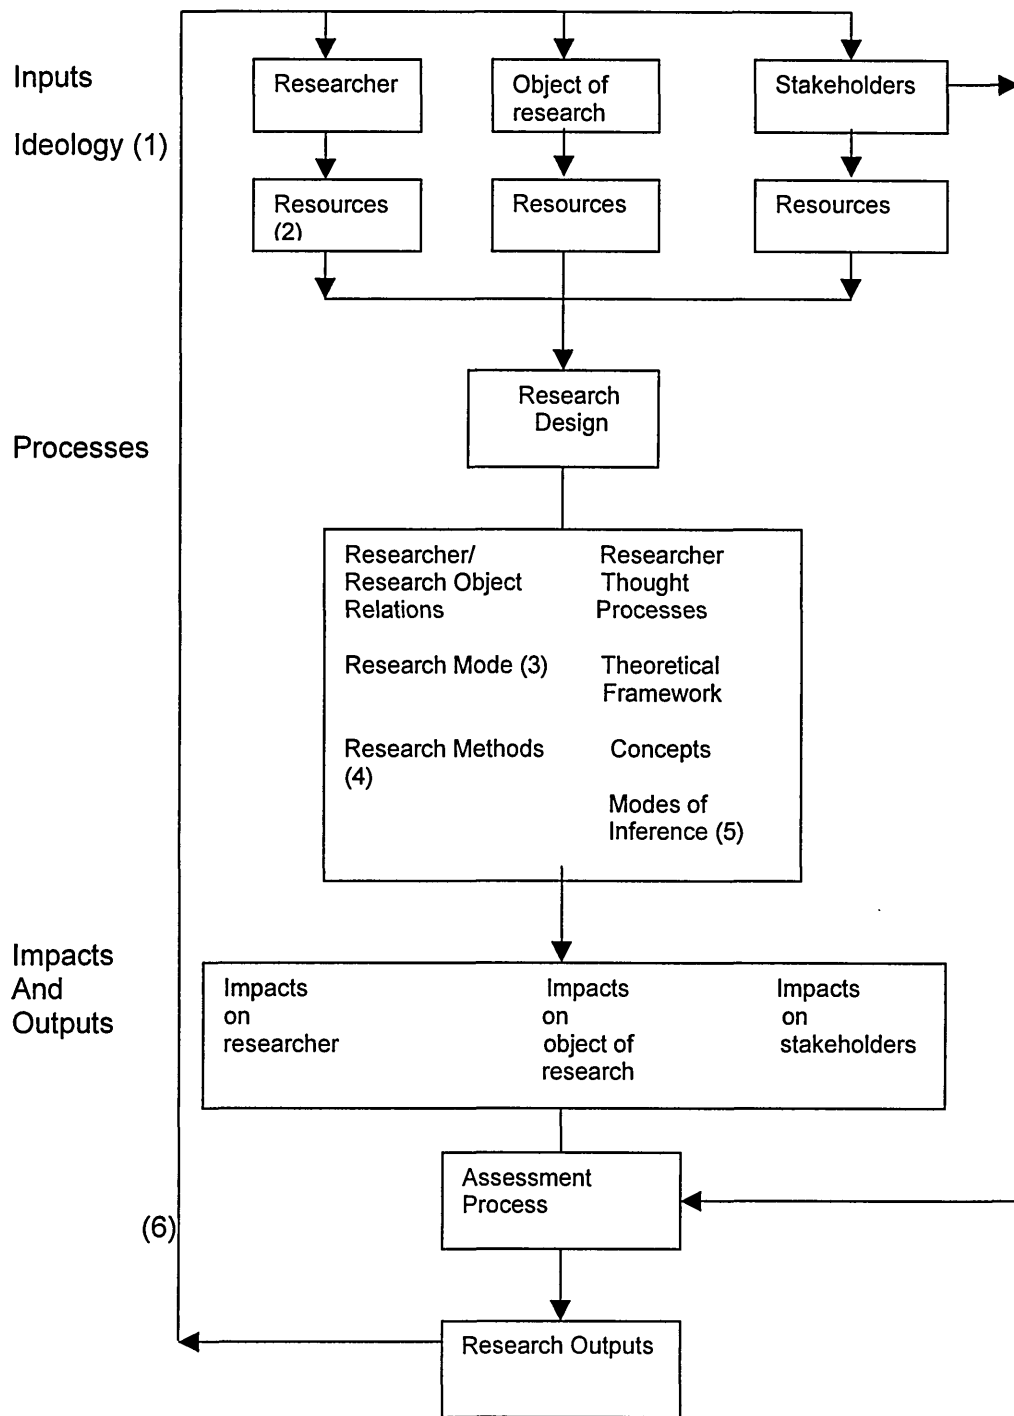 Inputs
Ideology (1)
Researcher
Object of
research
Stakeholders
Resources
(2)
Resources
Resources
Research
Design
Processes
Researcher/
Research Object
Relations
Research Mode (3)
Research Methods
(4)
Researcher
Thought
Processes
Theoretical
Framework
Concepts
Modes of
Inference (5)
Impacts
And
Outputs
Impacts
on
researcher
Impacts
on
object of
research
Impacts
on
stakeholders
Assessment
Process
(6)
Research Outputs